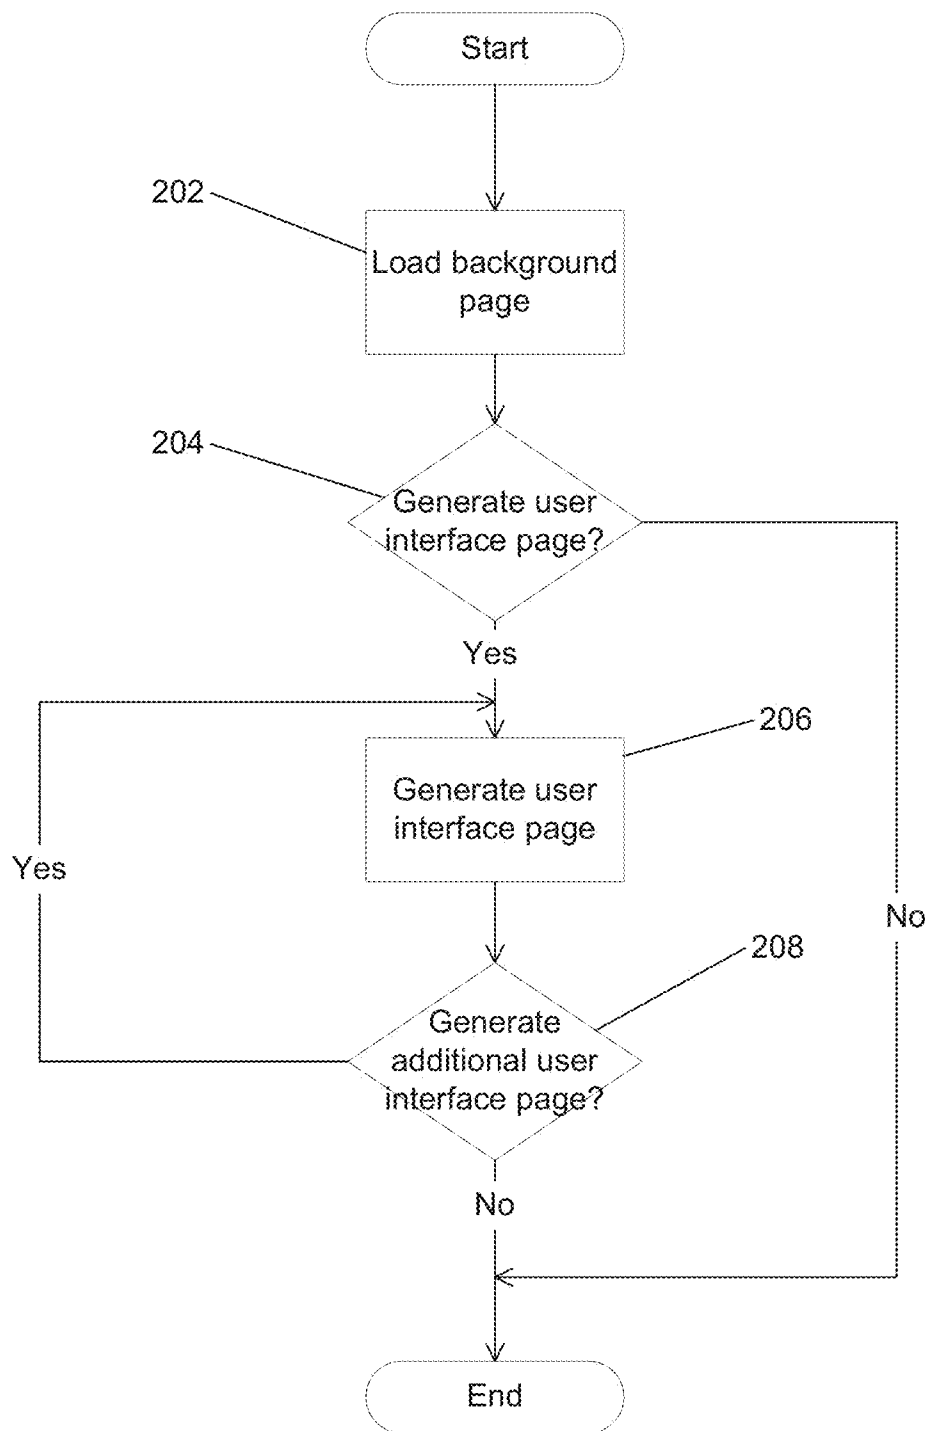 Start
202
Load background
page
204
Generate user
interface page?
Yes
206
Generate user
interface page
Yes
No
208
Generate
additional user
interface page?
No
End